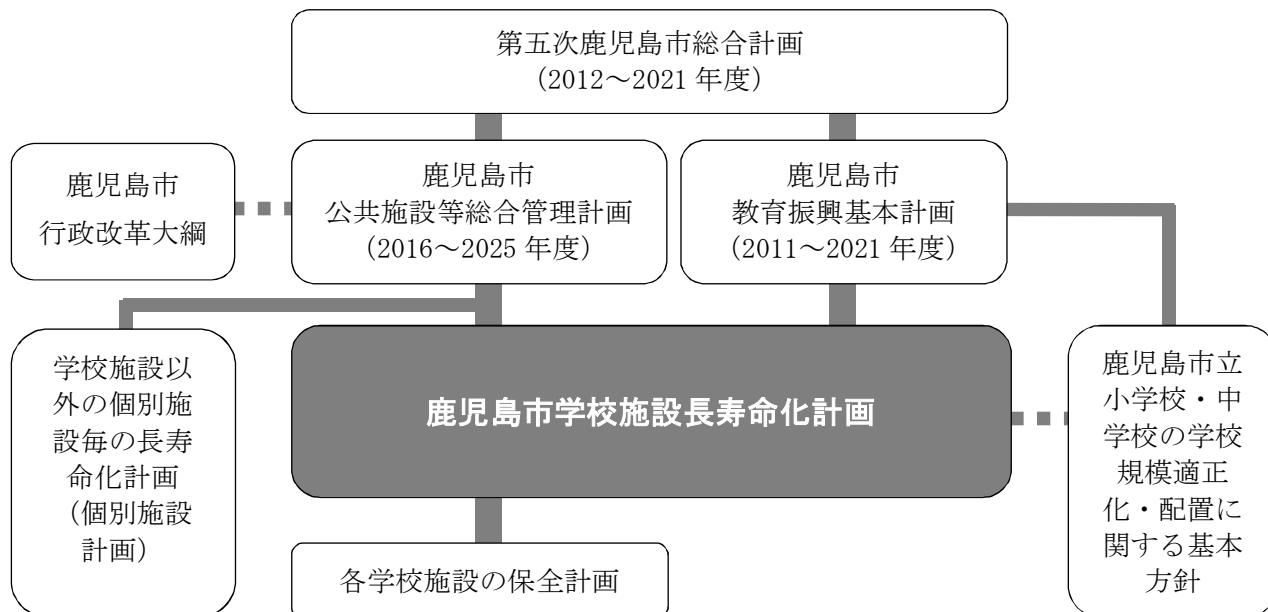 第五次鹿児島市総合計画
（2012～2021 年度）
鹿児島市
行政改革大綱
鹿児島市
公共施設等総合管理計画
（2016～2025 年度）
鹿児島市
教育振興基本計画
（2011～2021 年度）
学校施設以
外の個別施
設毎の長寿
命化計画
（個別施設
計画）
鹿児島市学校施設長寿命化計画
鹿児島市立
小学校・中
学校の学校
規模適正
化・配置に
関する基本
方針
各学校施設の保全計画